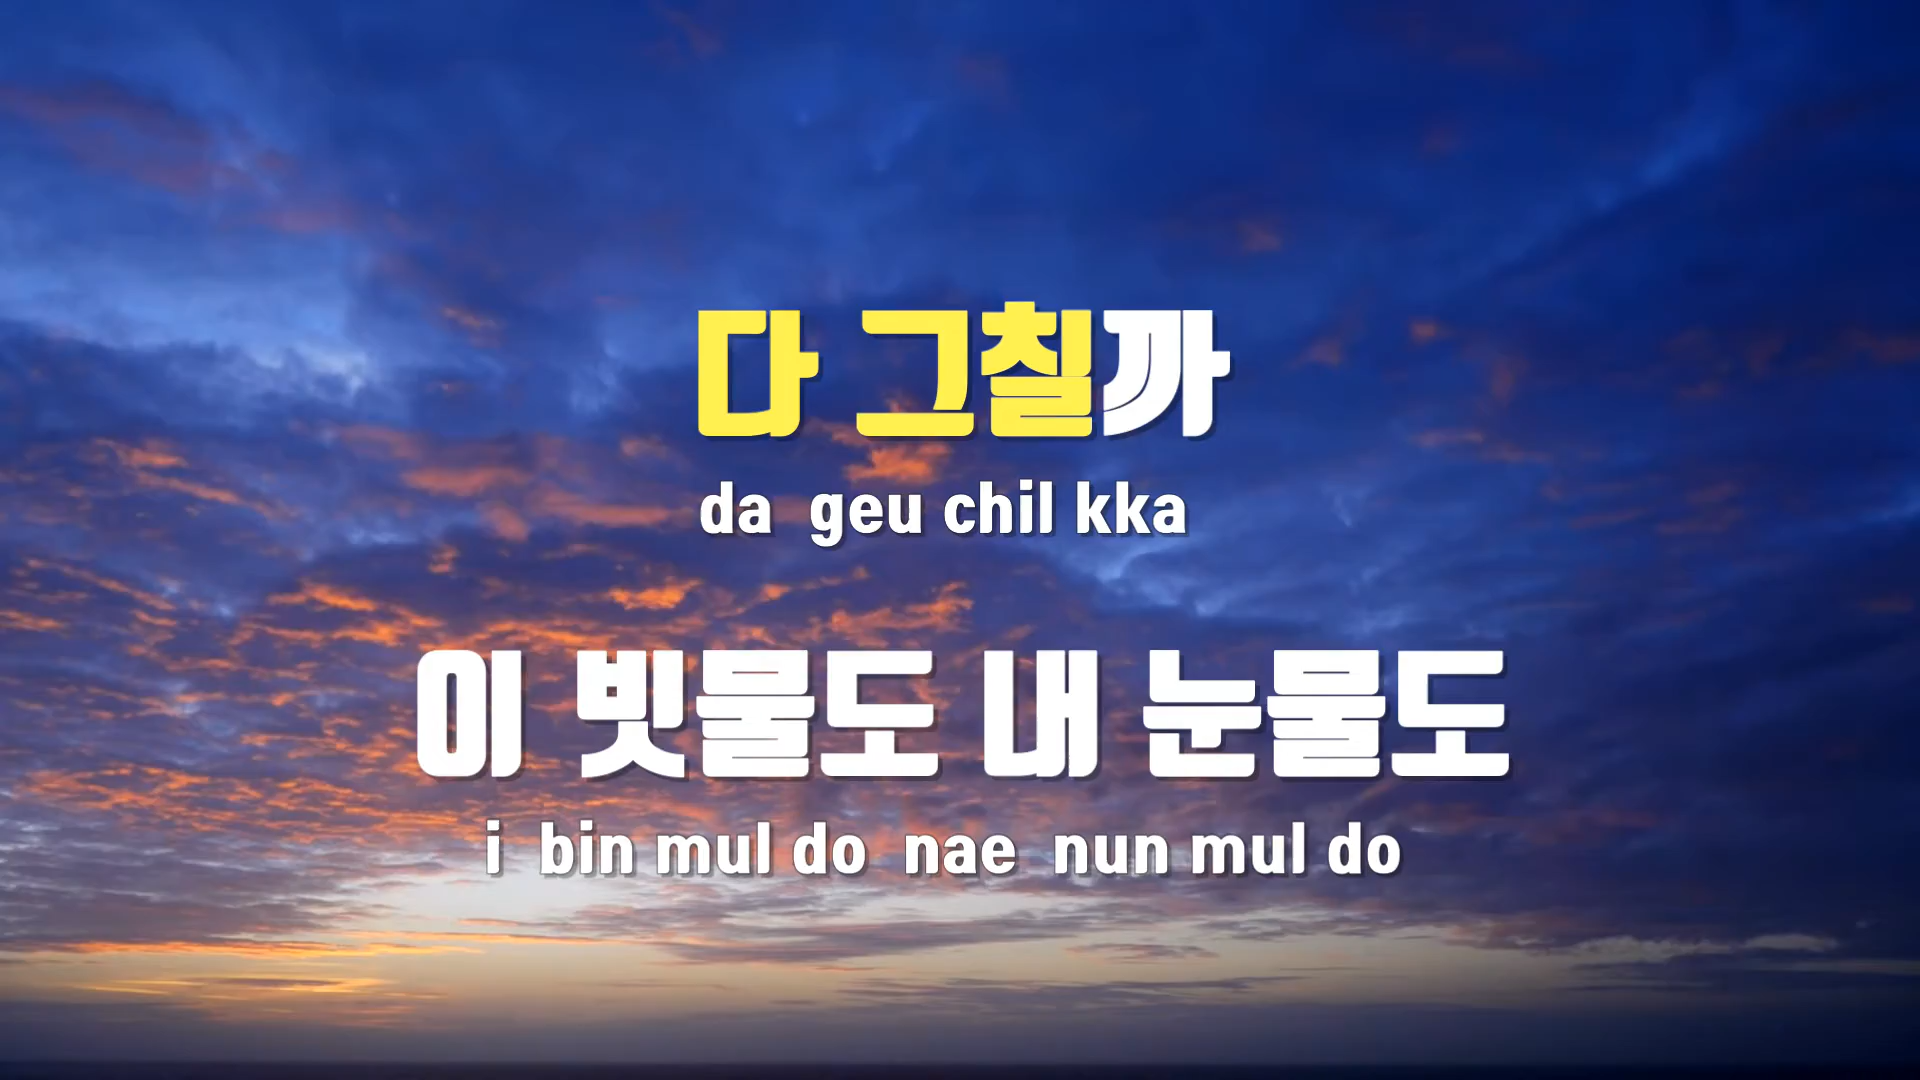 다 그칠까
da geu chil kka
이 빗물도 내 눈물도
i bin mul do nae nun mul do